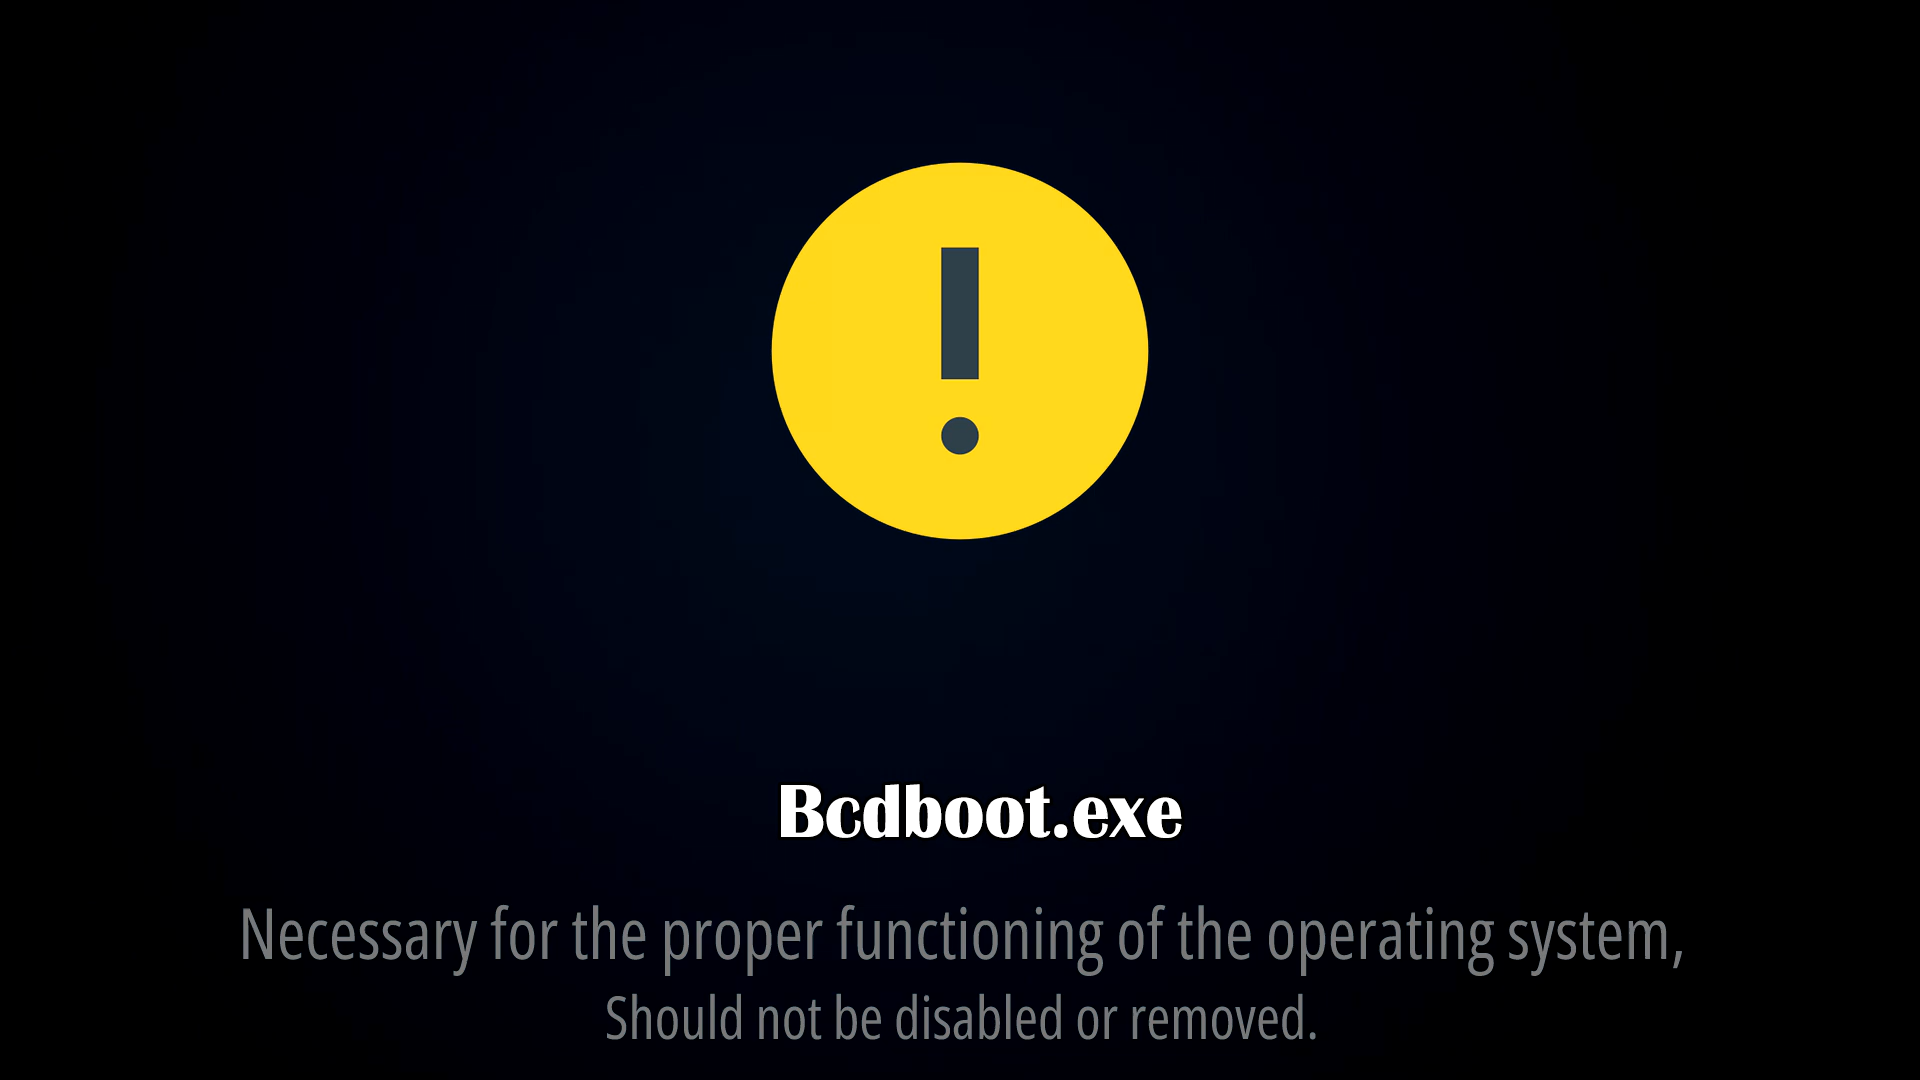 Bcdboot.exe
Necessary for the proper functioning of the operating system,
Should not be disabled or removed.